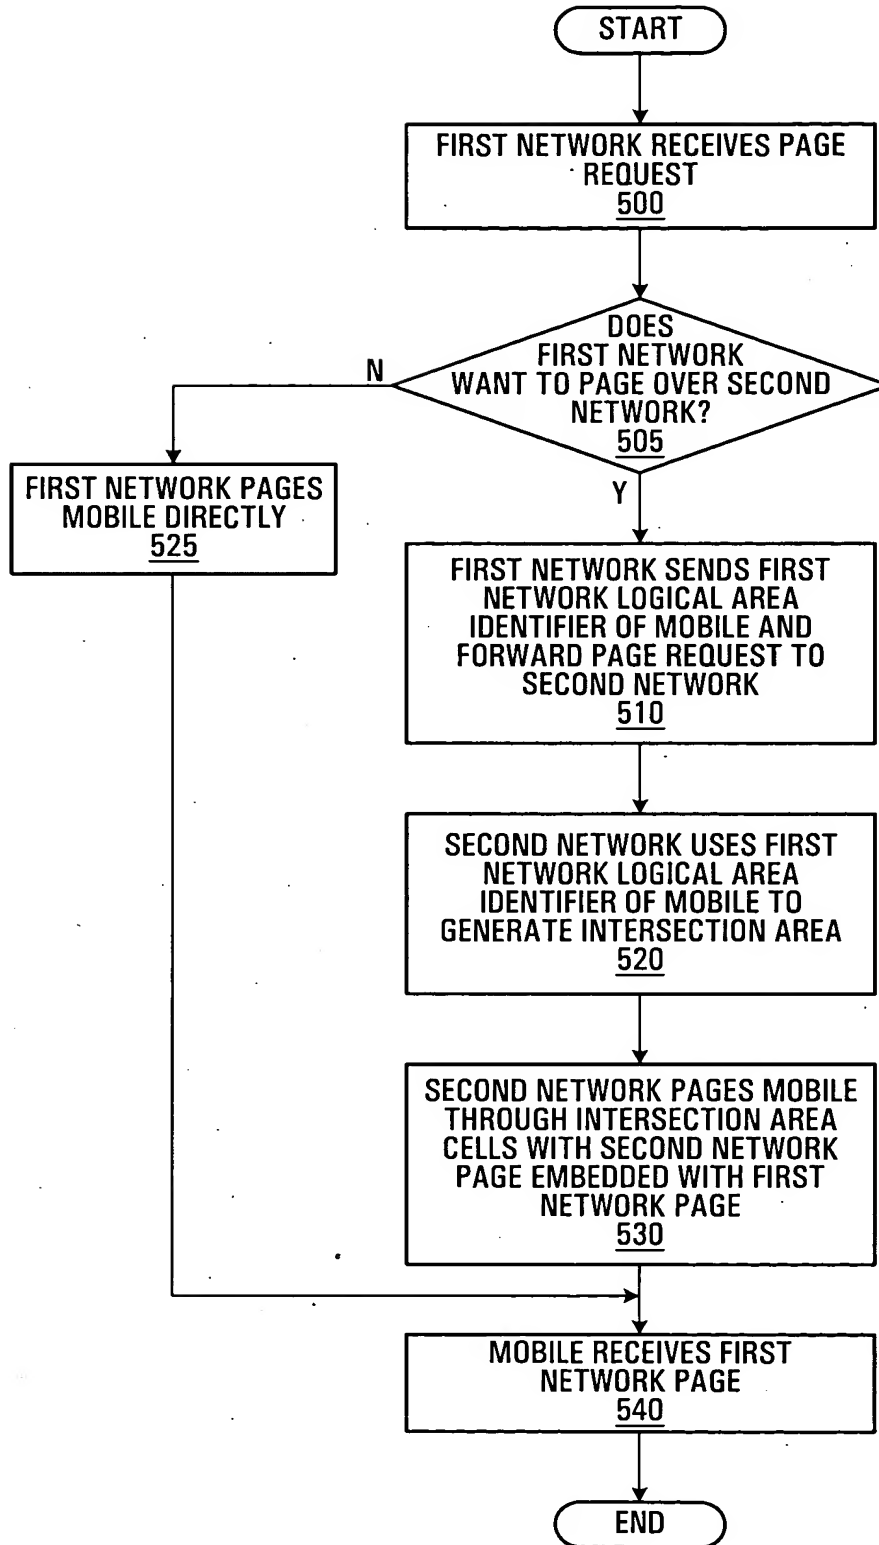 START
FIRST NETWORK RECEIVES PAGE
REQUEST
500
DOES
FIRST NETWORK
WANT TO PAGE OVER SECOND
NETWORK?
505
N
Y
FIRST NETWORK PAGES
MOBILE DIRECTLY
525
FIRST NETWORK SENDS FIRST
NETWORK LOGICAL AREA
IDENTIFIER OF MOBILE AND
FORWARD PAGE REQUEST TO
SECOND NETWORK
510
SECOND NETWORK USES FIRST
NETWORK LOGICAL AREA
IDENTIFIER OF MOBILE TO
GENERATE INTERSECTION AREA
520
SECOND NETWORK PAGES MOBILE
THROUGH INTERSECTION AREA
CELLS WITH SECOND NETWORK
PAGE EMBEDDED WITH FIRST
NETWORK PAGE
530
MOBILE RECEIVES FIRST
NETWORK PAGE
540
END